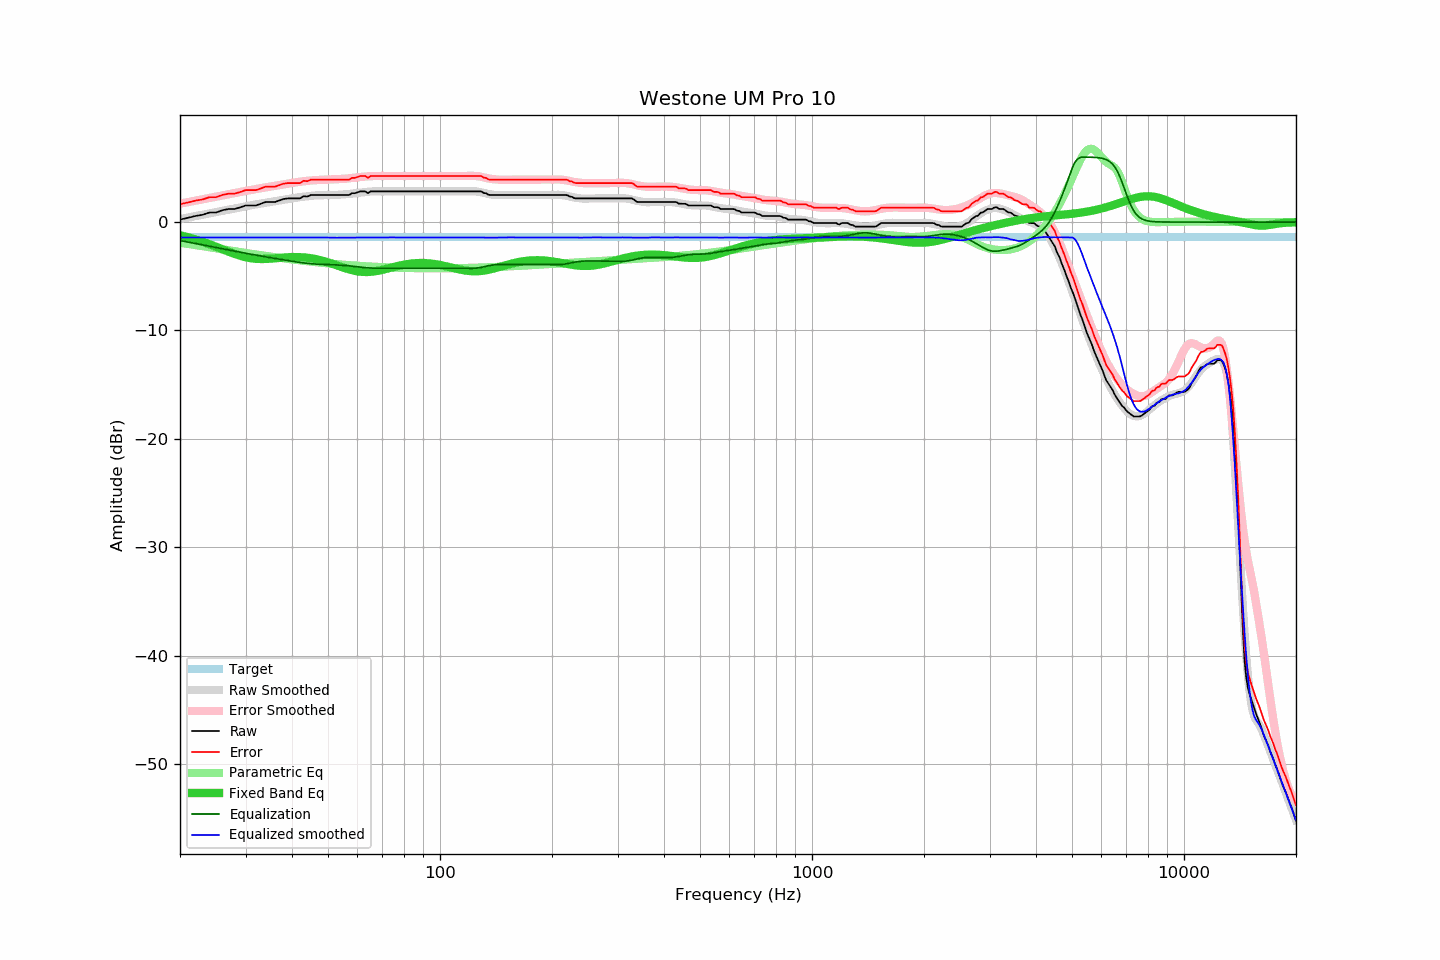 Westone UM Pro 10
Amplitude (dBr)
0
−10
−20
−30
−40
−50
Target
Raw Smoothed
Error Smoothed
Raw
Error
Parametric Eq
Fixed Band Eq
Equalization
Equalized smoothed
100
1000
10000
Frequency (Hz)